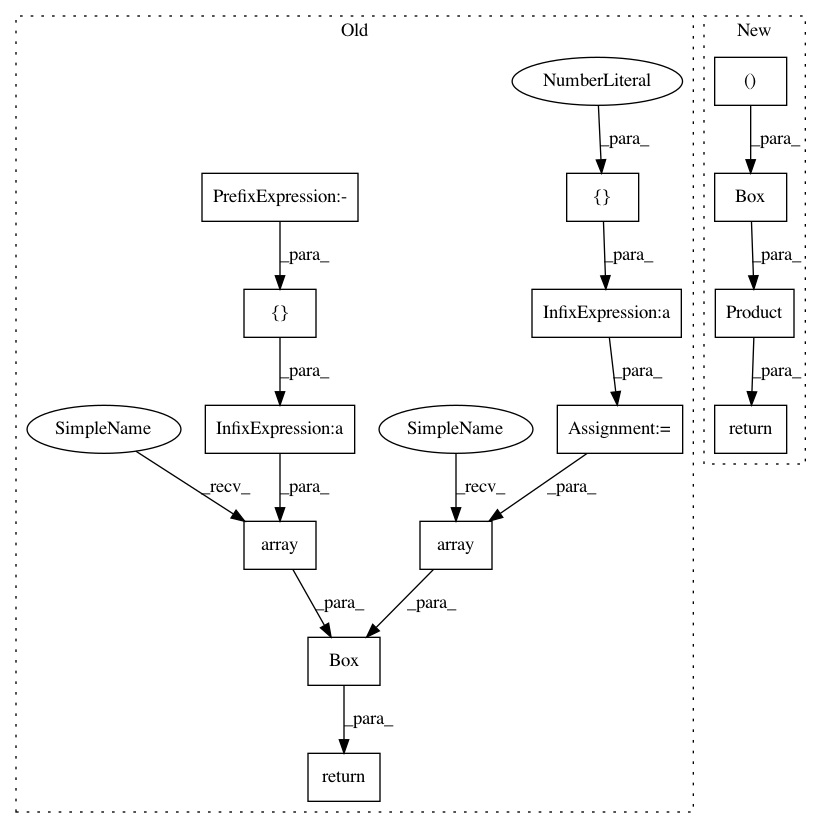 Old
New
NumberLiteral
()
_para_
_para_
PrefixExpression:-
{}
Box
_para_
_para_
_para_
{}
InfixExpression:a
Product
_para_
_para_
_para_
SimpleName
InfixExpression:a
SimpleName
Assignment:=
return
_recv_
_para_
_recv_
_para_
array
array
_para_
_para_
Box
_para_
return